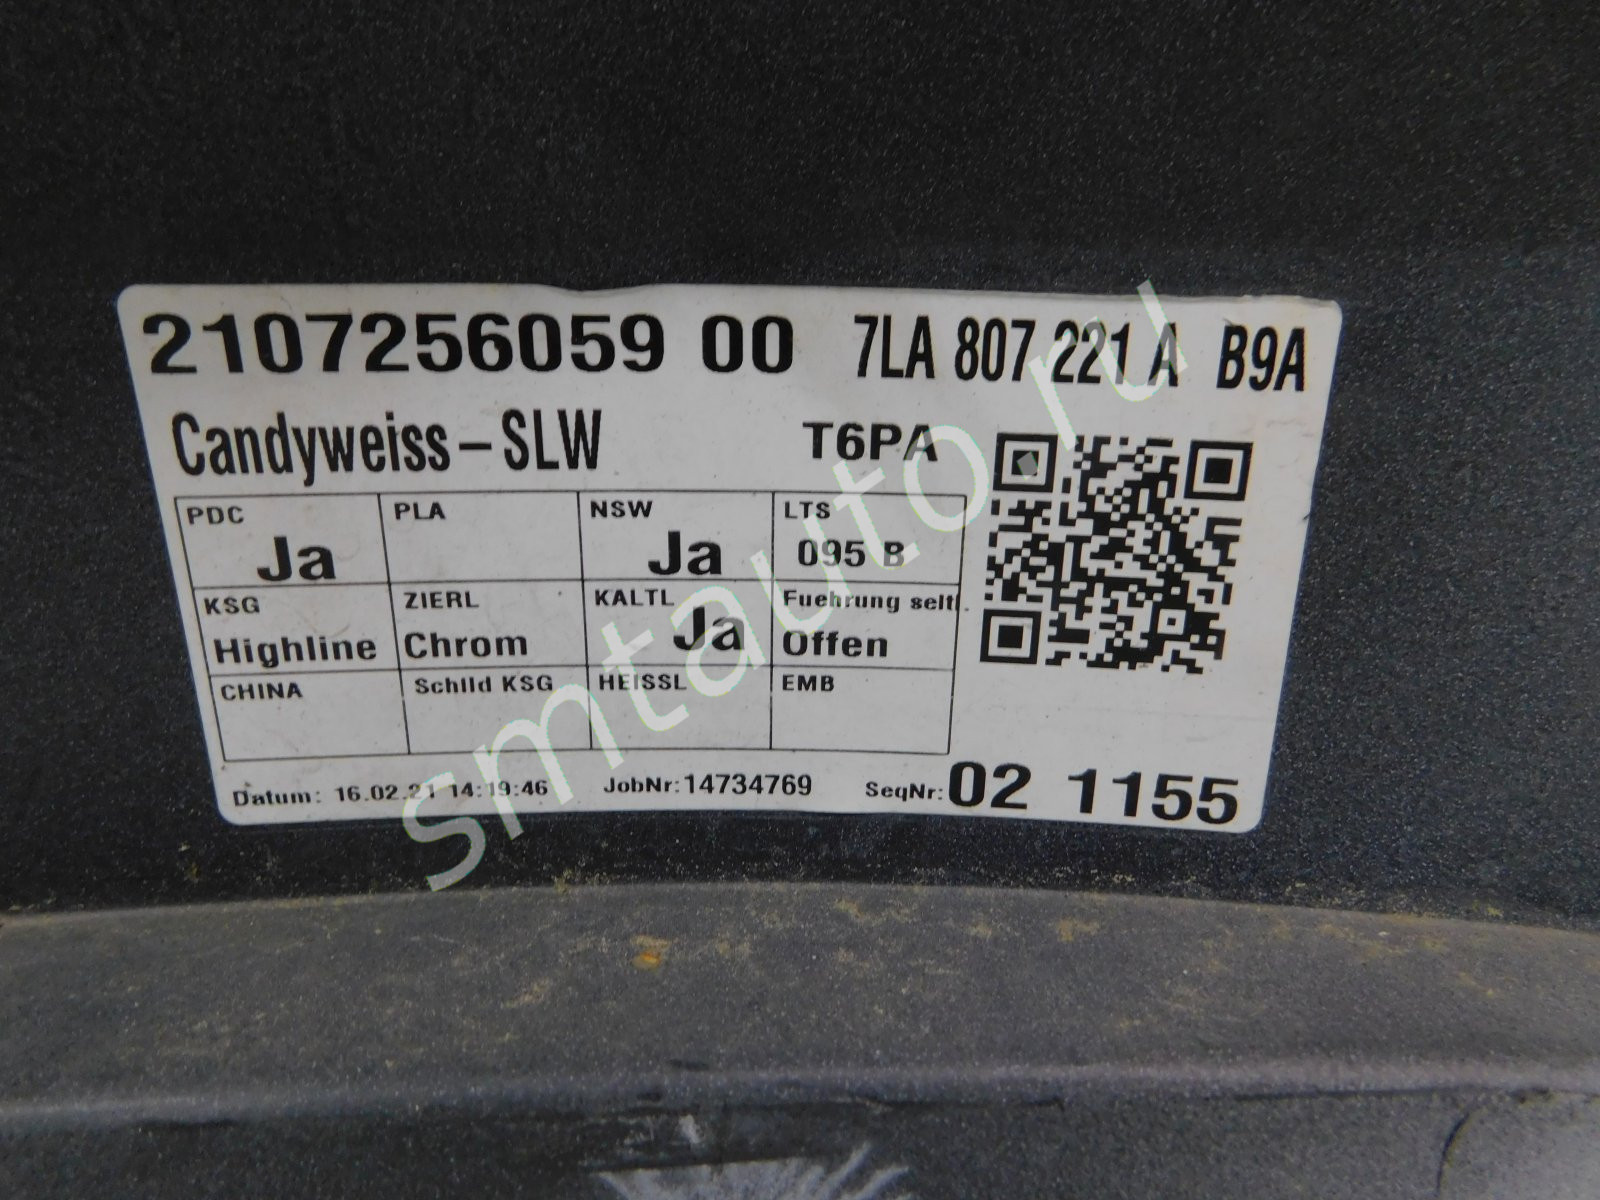 2107256059 00 7LA 807 221 A B9A
Candyweiss-SLW T6PA
PDC PLA NSW LTS
Ja Ja 095 B
KSG ZIERL KALTL Fuehrung seitl.
Highline Chrom Ja Offen
CHINA Schild KSG HEISSL EMB
Datum: 16.02.21 14:19:46 JobNr:14734769 SeqNr:02 1155
smtauto.ru